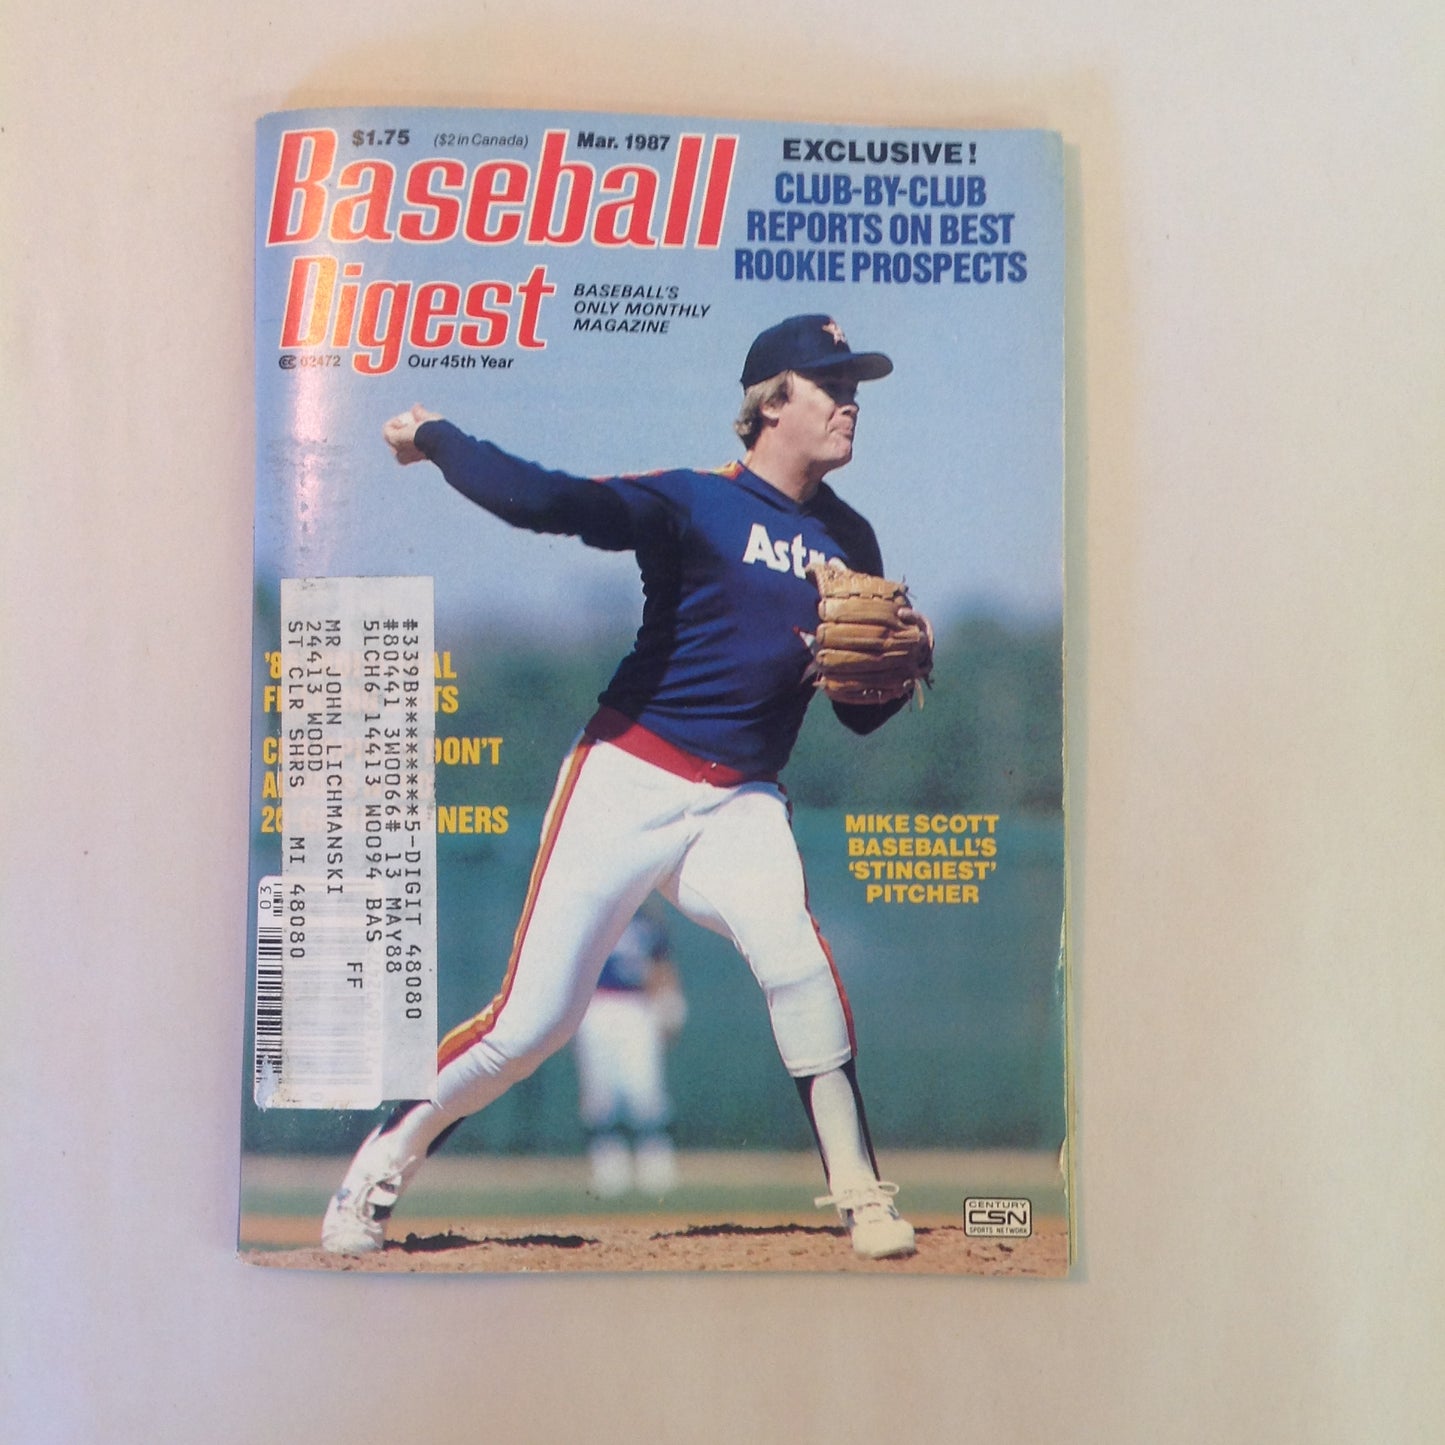 $1.75 ($2 in Canada) Mar. 1987
Baseball
Digest
BASEBALL'S
ONLY MONTHLY
MAGAZINE
02472
Our 45th Year
EXCLUSIVE!
CLUB-BY-CLUB
REPORTS ON BEST
ROOKIE PROSPECTS
Astro
DON'T
MIKE SCOTT
BASEBALL'S
'STINGIEST'
PITCHER
#339B*******5-DIGIT 48080
#80441 3W0066# 13 MAY88
5LCH6 14413 W0094 BAS
FF
MR JOHN LICHMANSKI
24413 WOOD
ST CLR SHRS MI 48080
03
CENTURY
CSN
SPORTS NETWORK